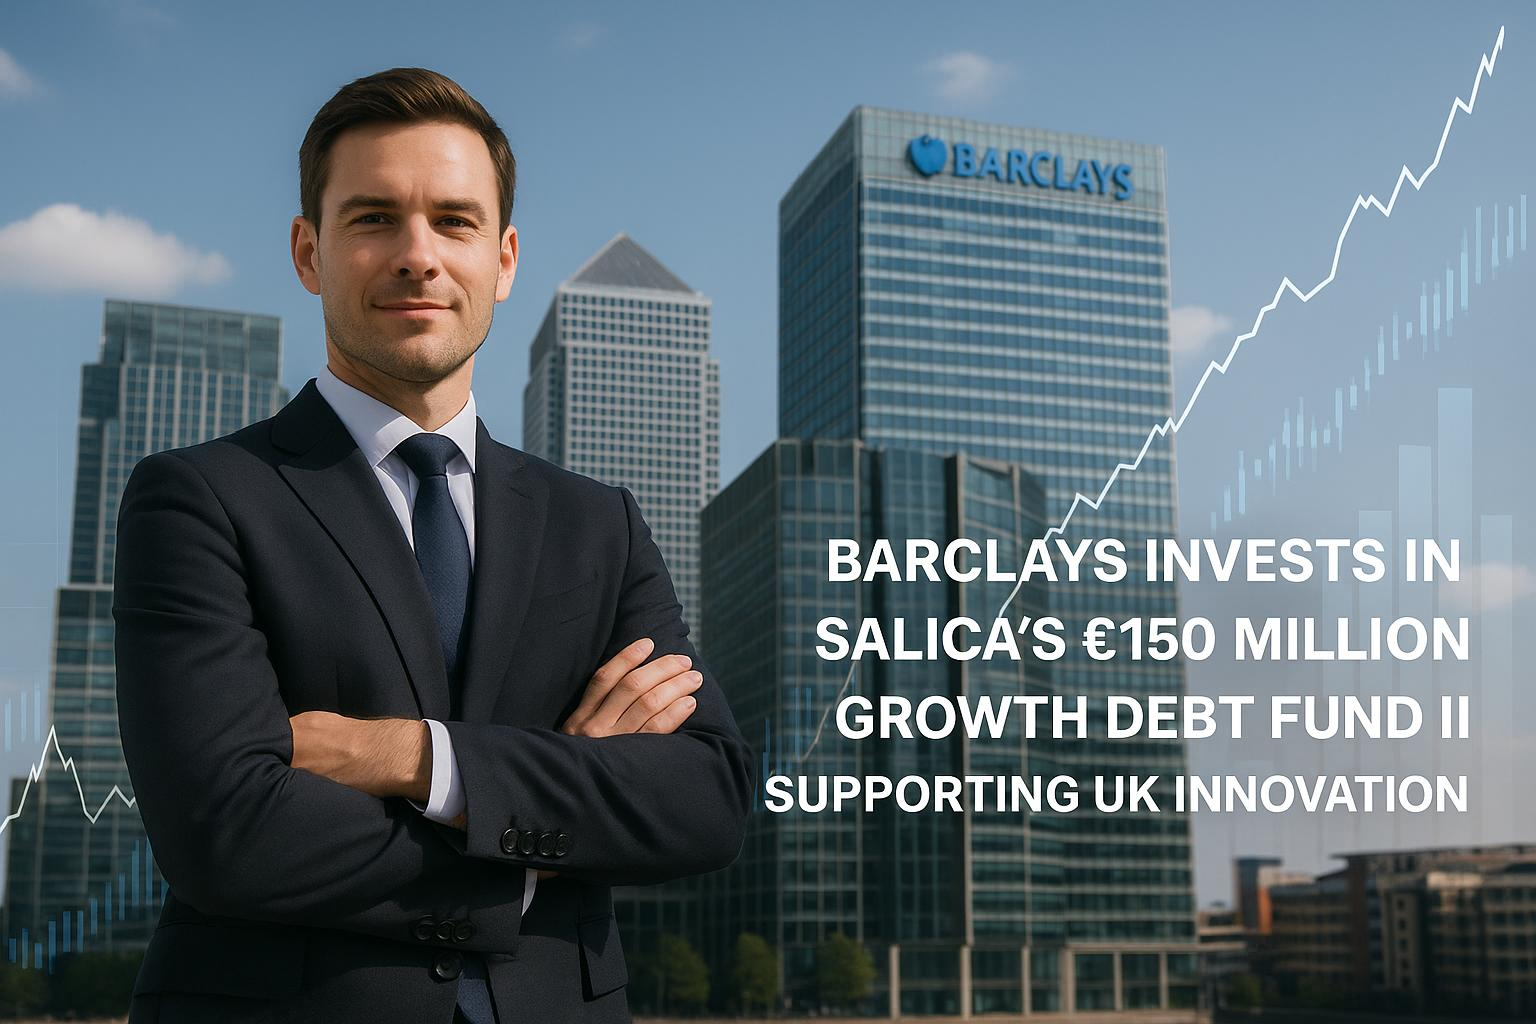 BARCLAYS
BARCLAYS INVESTS IN
SALICA'S €150 MILLION
GROWTH DEBT FUND II
SUPPORTING UK INNOVATION